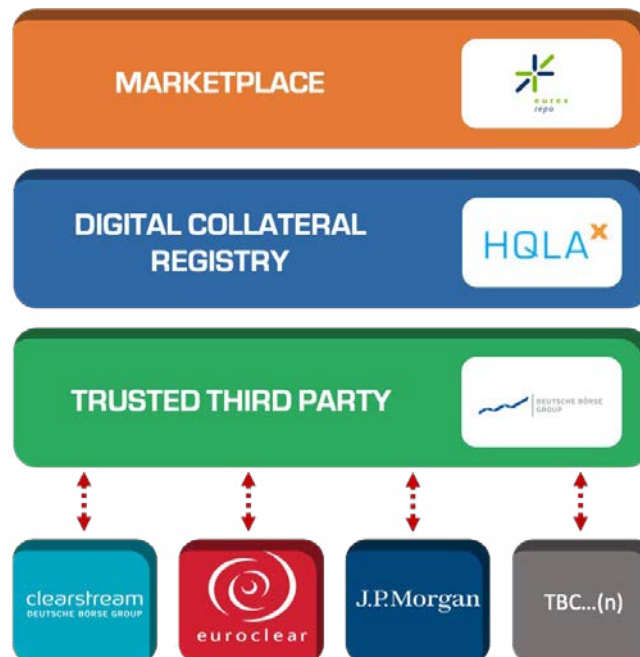 MARKETPLACE
eurex
repo
DIGITAL COLLATERAL
REGISTRY
HQLAx
TRUSTED THIRD PARTY
DEUTSCHE BÖRSE
GROUP
clearstream
DEUTSCHE BÖRSE GROUP
euroclear
J.P.Morgan
TBC...(n)